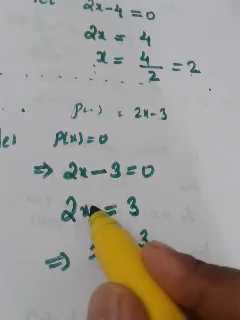 2x-4=0
2x = 4
x = 4/2 = 2
= 2x-3
P(x)=0
⇒ 2x-3=0
2x = 3
⇒ 3